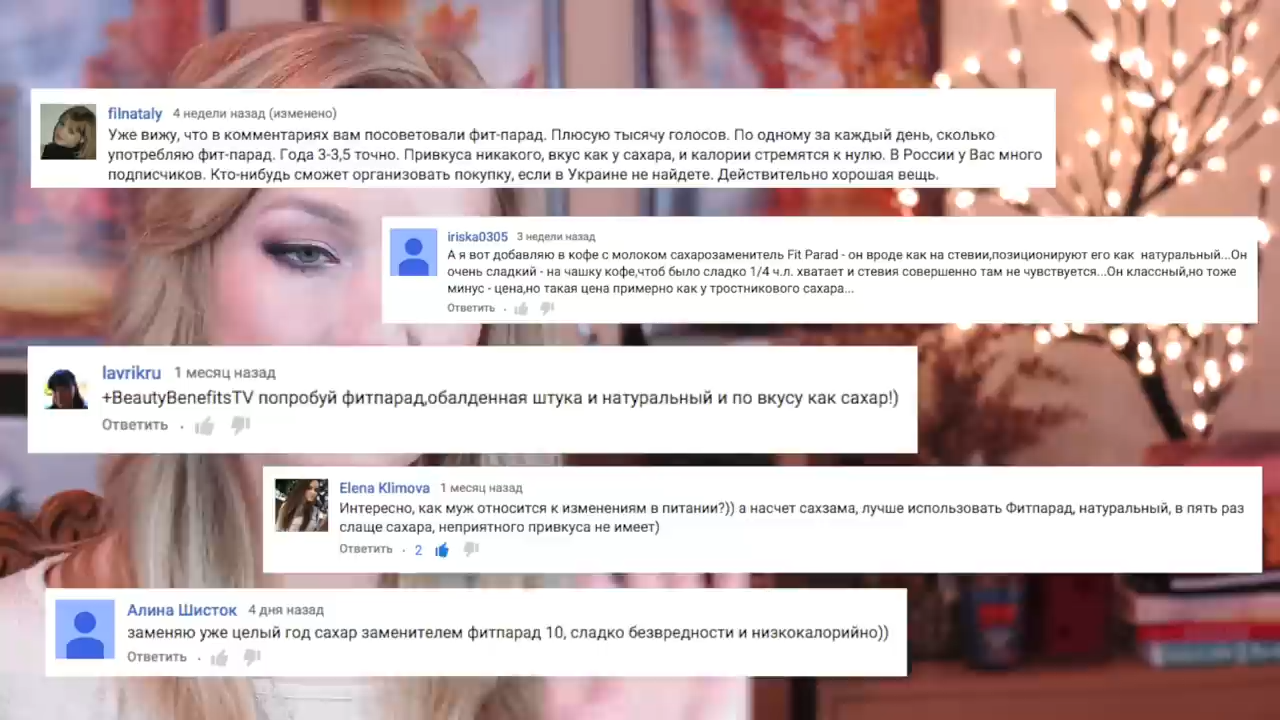 filnataly 4 недели назад (изменено)
Уже вижу, что в комментариях вам посоветовали фит-парад. Плюсую тысячу голосов. По одному за каждый день, сколько
употребляю фит-парад. Года 3-3,5 точно. Привкуса никакого, вкус как у сахара, и калории стремятся к нулю. В России у Вас много
подписчиков. Кто-нибудь сможет организовать покупку, если в Украине не найдете. Действительно хорошая вещь.
iriska0305 3 недели назад
А я вот добавляю в кофе с молоком сахарозаменитель Fit Parad - он вроде как на стевии,позиционируют его как натуральный...Он
очень сладкий - на чашку кофе,чтоб было сладко 1/4 ч.л. хватает и стевия совершенно там не чувствуется...Он классный,но тоже
минус - цена,но такая цена примерно как у тростникового сахара...
Ответить
lavrikru 1 месяц назад
+BeautyBenefitsTV попробуй фитпарад,обалденная штука и натуральный и по вкусу как сахар!)
Ответить
Elena Klimova 1 месяц назад
Интересно, как муж относится к изменениям в питании?)) а насчет сахзама, лучше использовать Фитпарад, натуральный, в пять раз
слаще сахара, неприятного привкуса не имеет)
Ответить · 2
Алина Шисток 4 дня назад
заменяю уже целый год сахар заменителем фитпарад 10, сладко безвредности и низкокалорийно))
Ответить